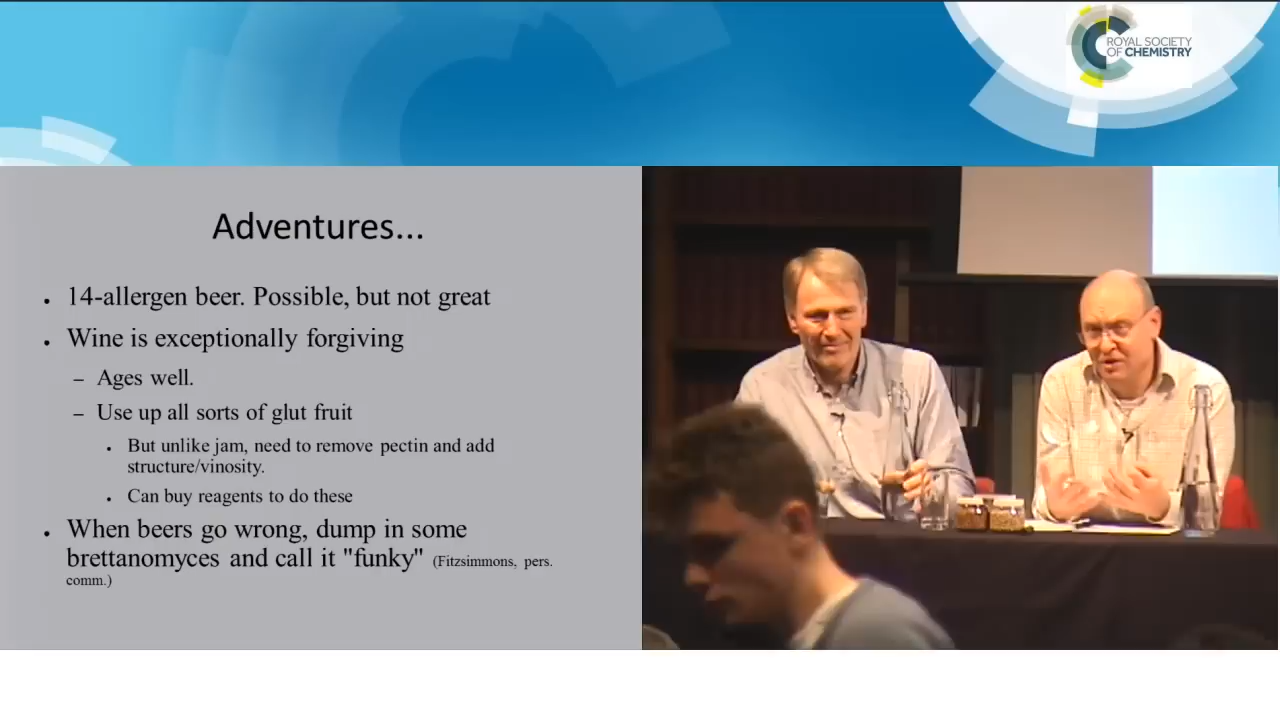 ROYAL SOCIETY
OF CHEMISTRY
Adventures...
14-allergen beer. Possible, but not great
Wine is exceptionally forgiving
– Ages well.
– Use up all sorts of glut fruit
But unlike jam, need to remove pectin and add
structure/vinosity.
Can buy reagents to do these
When beers go wrong, dump in some
brettanomyces and call it "funky" (Fitzsimmons, pers.
comm.)